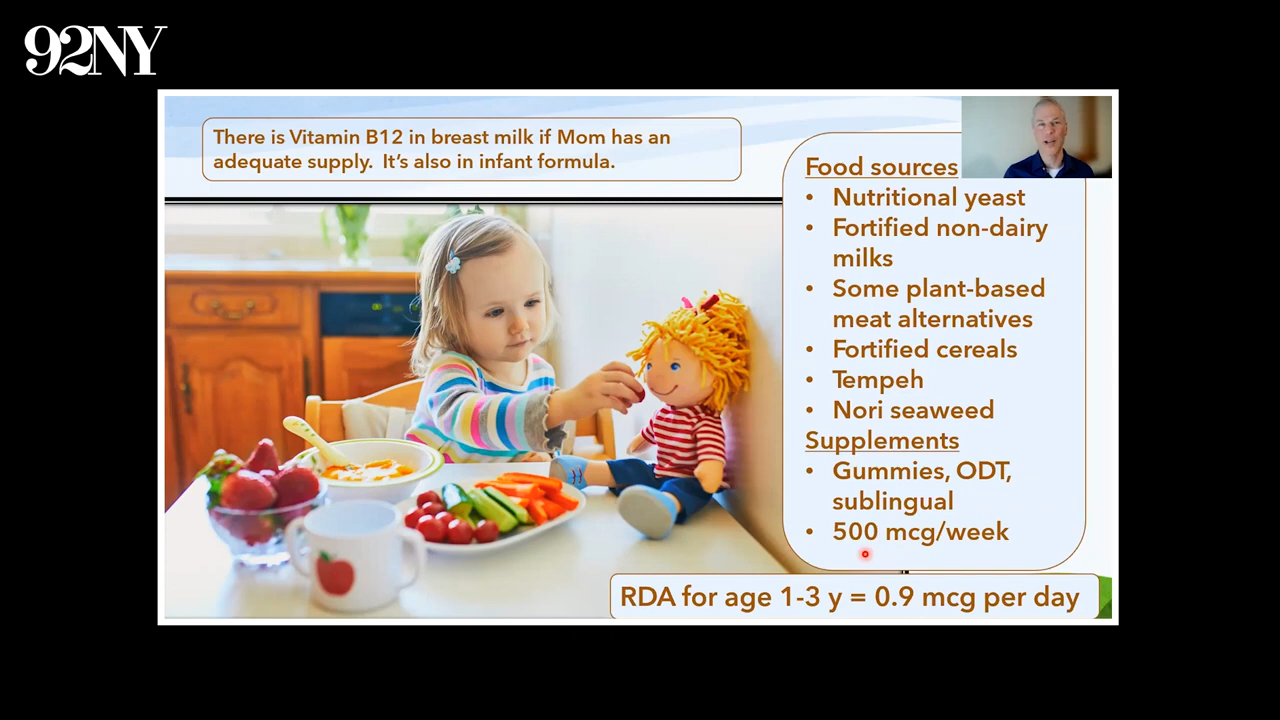 92NY
There is Vitamin B12 in breast milk if Mom has an
adequate supply. It's also in infant formula.
Food sources
• Nutritional yeast
• Fortified non-dairy
milks
• Some plant-based
meat alternatives
• Fortified cereals
• Tempeh
• Nori seaweed
Supplements
• Gummies, ODT,
sublingual
• 500 mcg/week
RDA for age 1-3 y = 0.9 mcg per day